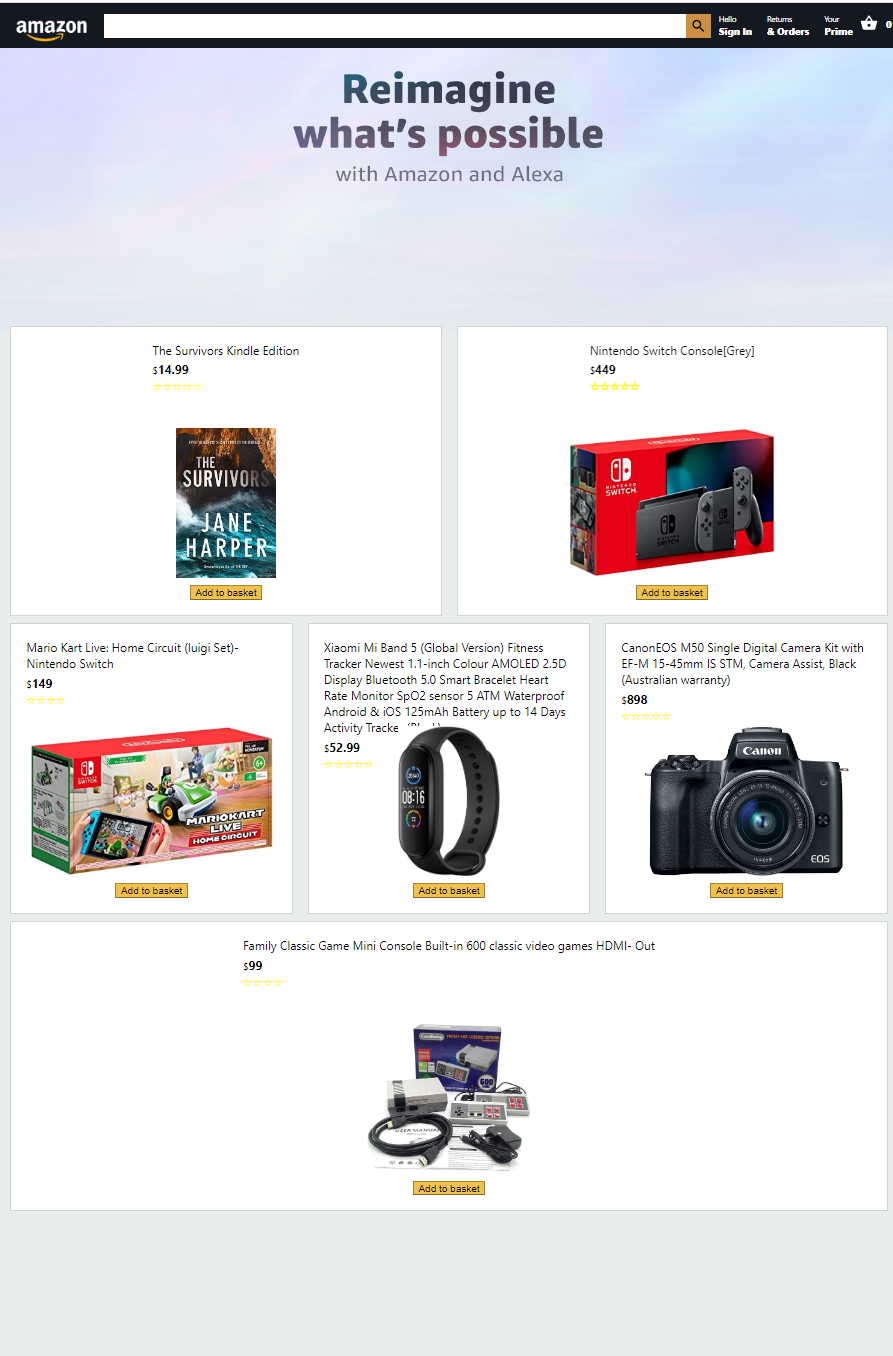 amazon
Hello
Sign In
Returns
& Orders
Your
Prime
0
Reimagine
what's possible
with Amazon and Alexa
The Survivors Kindle Edition
$14.99
☆☆☆☆☆
THE
SURVIVORS
JANE
HARPER
Add to basket
Nintendo Switch Console[Grey]
$449
☆☆☆☆☆
NINTENDO
SWITCH
Add to basket
Mario Kart Live: Home Circuit (luigi Set)-
Nintendo Switch
$149
☆☆☆☆
NINTENDO
SWITCH
MARIOKART
LIVE
HOME CIRCUIT
Add to basket
Xiaomi Mi Band 5 (Global Version) Fitness
Tracker Newest 1.1-inch Colour AMOLED 2.5D
Display Bluetooth 5.0 Smart Bracelet Heart
Rate Monitor SpO2 sensor 5 ATM Waterproof
Android & iOS 125mAh Battery up to 14 Days
Activity Tracke
$52.99
☆☆☆☆☆
08:16
Add to basket
CanonEOS M50 Single Digital Camera Kit with
EF-M 15-45mm IS STM, Camera Assist, Black
(Australian warranty)
$898
☆☆☆☆☆
Canon
EOS
Add to basket
Family Classic Game Mini Console Built-in 600 classic video games HDMI- Out
$99
☆☆☆☆
600
USER MANUAL
Add to basket